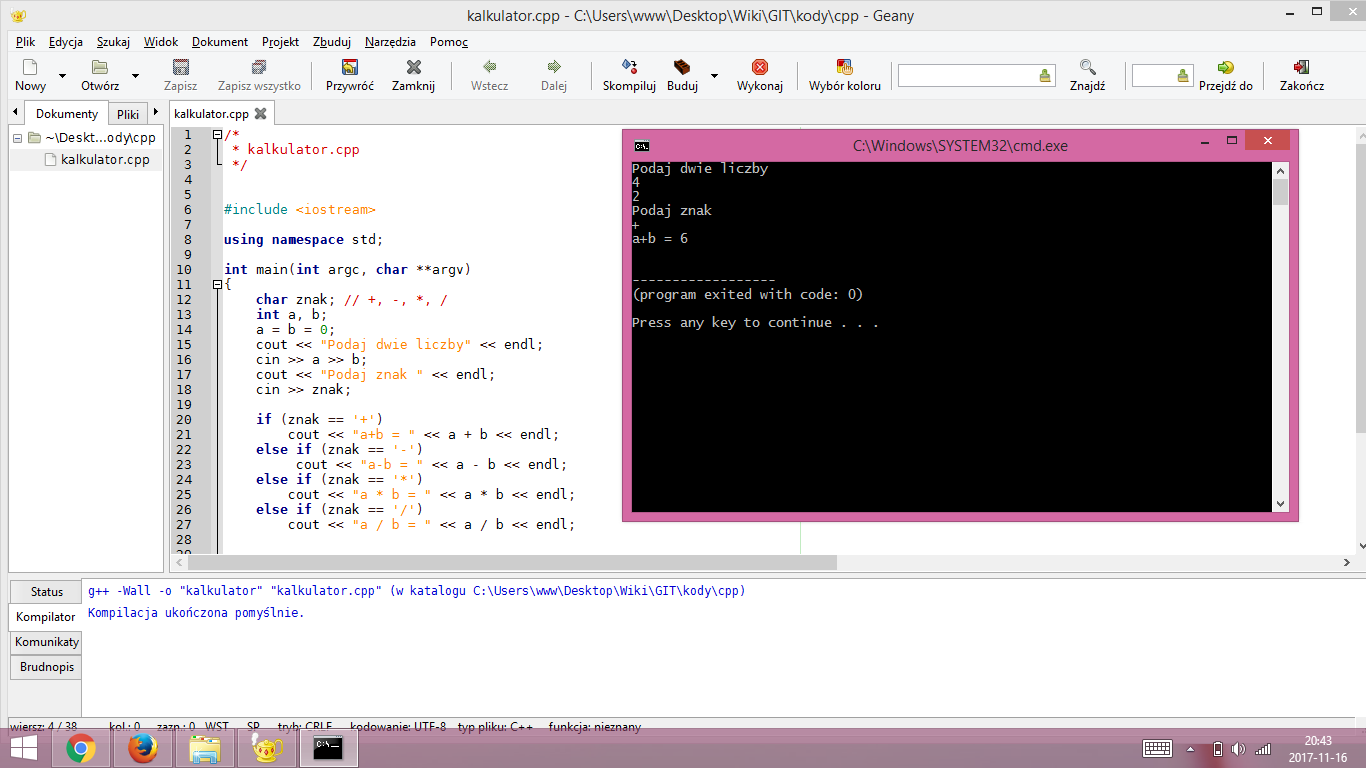 kalkulator.cpp - C:\Users\www\Desktop\Wiki\GIT\kody\cpp - Geany
Plik Edycja Szukaj Widok Dokument Projekt Zbuduj Narzędzia Pomoc
Nowy Otwórz Zapisz Zapisz wszystko Przywróć Zamknij Wstecz Dalej Skompiluj Buduj Wykonaj Wybór koloru Znajdź Przejdź do Zakończ
Dokumenty Pliki
~\Deskt...ody\cpp
kalkulator.cpp
kalkulator.cpp
1 /*
2 * kalkulator.cpp
3 */
4
5
6 #include <iostream>
7
8 using namespace std;
9
10 int main(int argc, char **argv)
11 {
12 char znak; // +, -, *, /
13 int a, b;
14 a = b = 0;
15 cout << "Podaj dwie liczby" << endl;
16 cin >> a >> b;
17 cout << "Podaj znak " << endl;
18 cin >> znak;
19
20 if (znak == '+')
21 cout << "a+b = " << a + b << endl;
22 else if (znak == '-')
23 cout << "a-b = " << a - b << endl;
24 else if (znak == '*')
25 cout << "a * b = " << a * b << endl;
26 else if (znak == '/')
27 cout << "a / b = " << a / b << endl;
28
C:\Windows\SYSTEM32\cmd.exe
Podaj dwie liczby
4
2
Podaj znak
+
a+b = 6
------------------
(program exited with code: 0)
Press any key to continue . . .
Status
Kompilator
Komunikaty
Brudnopis
g++ -Wall -o "kalkulator" "kalkulator.cpp" (w katalogu C:\Users\www\Desktop\Wiki\GIT\kody\cpp)
Kompilacja ukończona pomyślnie.
wiersz: 4 / 38 kol.: 0 zazn.: 0 WST SP tryb: CRLF kodowanie: UTF-8 typ pliku: C++ funkcja: nieznany
C:\_
20:43
2017-11-16